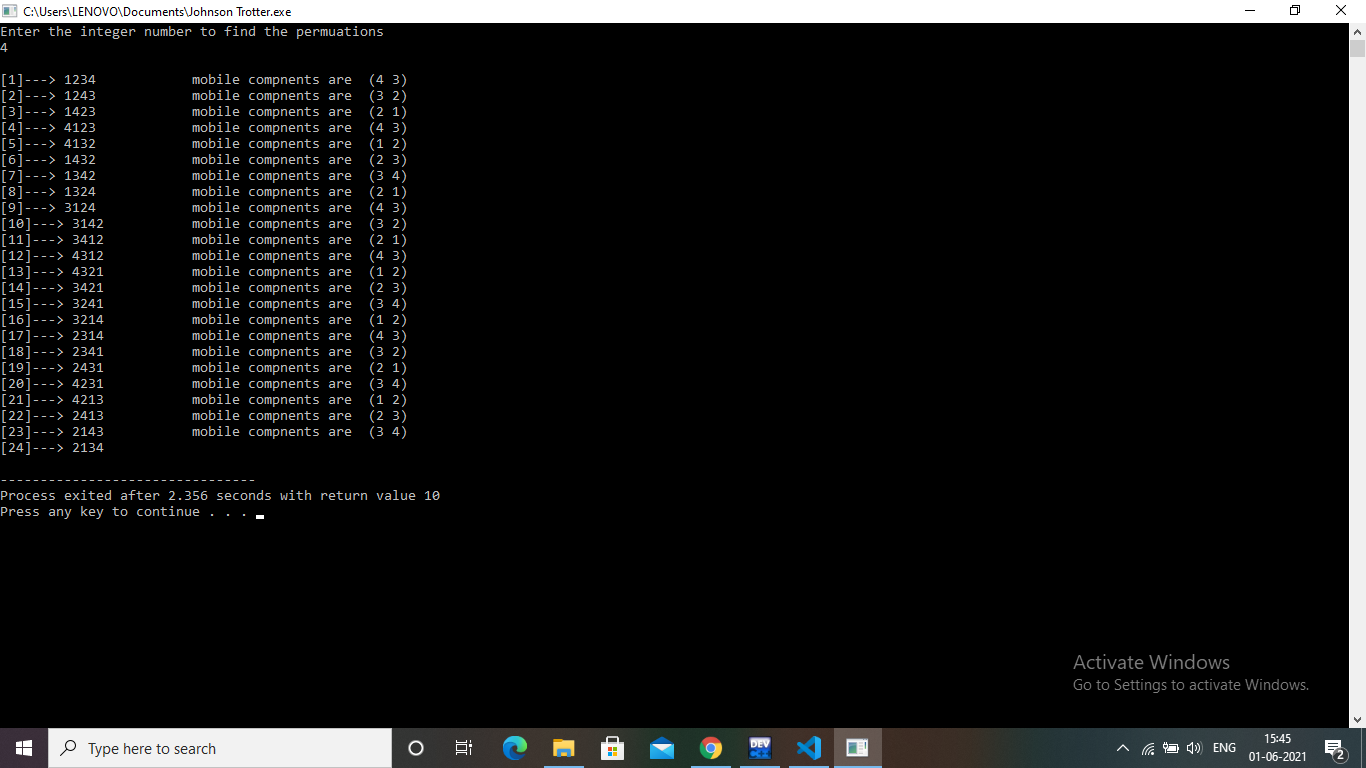 C:\Users\LENOVO\Documents\Johnson Trotter.exe
Enter the integer number to find the permuations
4
[1]---> 1234 mobile compnents are (4 3)
[2]---> 1243 mobile compnents are (3 2)
[3]---> 1423 mobile compnents are (2 1)
[4]---> 4123 mobile compnents are (4 3)
[5]---> 4132 mobile compnents are (1 2)
[6]---> 1432 mobile compnents are (2 3)
[7]---> 1342 mobile compnents are (3 4)
[8]---> 1324 mobile compnents are (2 1)
[9]---> 3124 mobile compnents are (4 3)
[10]---> 3142 mobile compnents are (3 2)
[11]---> 3412 mobile compnents are (2 1)
[12]---> 4312 mobile compnents are (4 3)
[13]---> 4321 mobile compnents are (1 2)
[14]---> 3421 mobile compnents are (2 3)
[15]---> 3241 mobile compnents are (3 4)
[16]---> 3214 mobile compnents are (1 2)
[17]---> 2314 mobile compnents are (4 3)
[18]---> 2341 mobile compnents are (3 2)
[19]---> 2431 mobile compnents are (2 1)
[20]---> 4231 mobile compnents are (3 4)
[21]---> 4213 mobile compnents are (1 2)
[22]---> 2413 mobile compnents are (2 3)
[23]---> 2143 mobile compnents are (3 4)
[24]---> 2134
--------------------------------
Process exited after 2.356 seconds with return value 10
Press any key to continue . . .
Activate Windows
Go to Settings to activate Windows.
Type here to search
DEV
ENG
15:45
01-06-2021
2